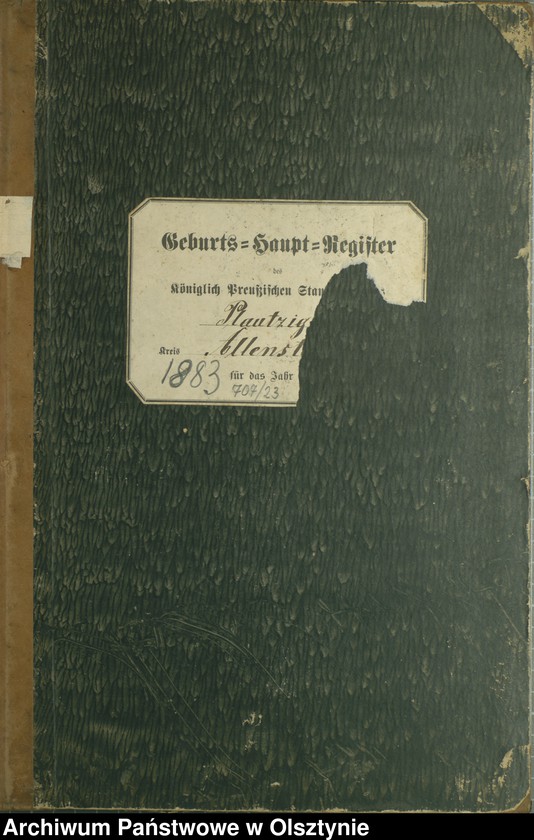 Geburts=Haupt=Register
des
Königlich Preußischen Stan
Plautzig
Kreis Allenst
1883 für das Jahr
707/23
Archiwum Państwowe w Olsztynie